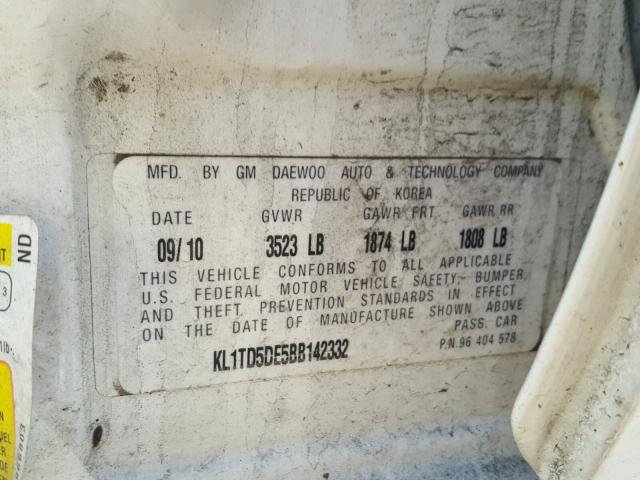 MFD. BY GM DAEWOO AUTO & TECHNOLOGY COMPANY
REPUBLIC OF KOREA
DATE GVWR GAWR FRT GAWR RR
09/10 3523 LB 1874 LB 1808 LB
THIS VEHICLE CONFORMS TO ALL APPLICABLE
U.S. FEDERAL MOTOR VEHICLE SAFETY, BUMPER,
AND THEFT PREVENTION STANDARDS IN EFFECT
ON THE DATE OF MANUFACTURE SHOWN ABOVE
PASS. CAR
KL1TD5DE5BB142332
P.N.96 404 578
ND
3